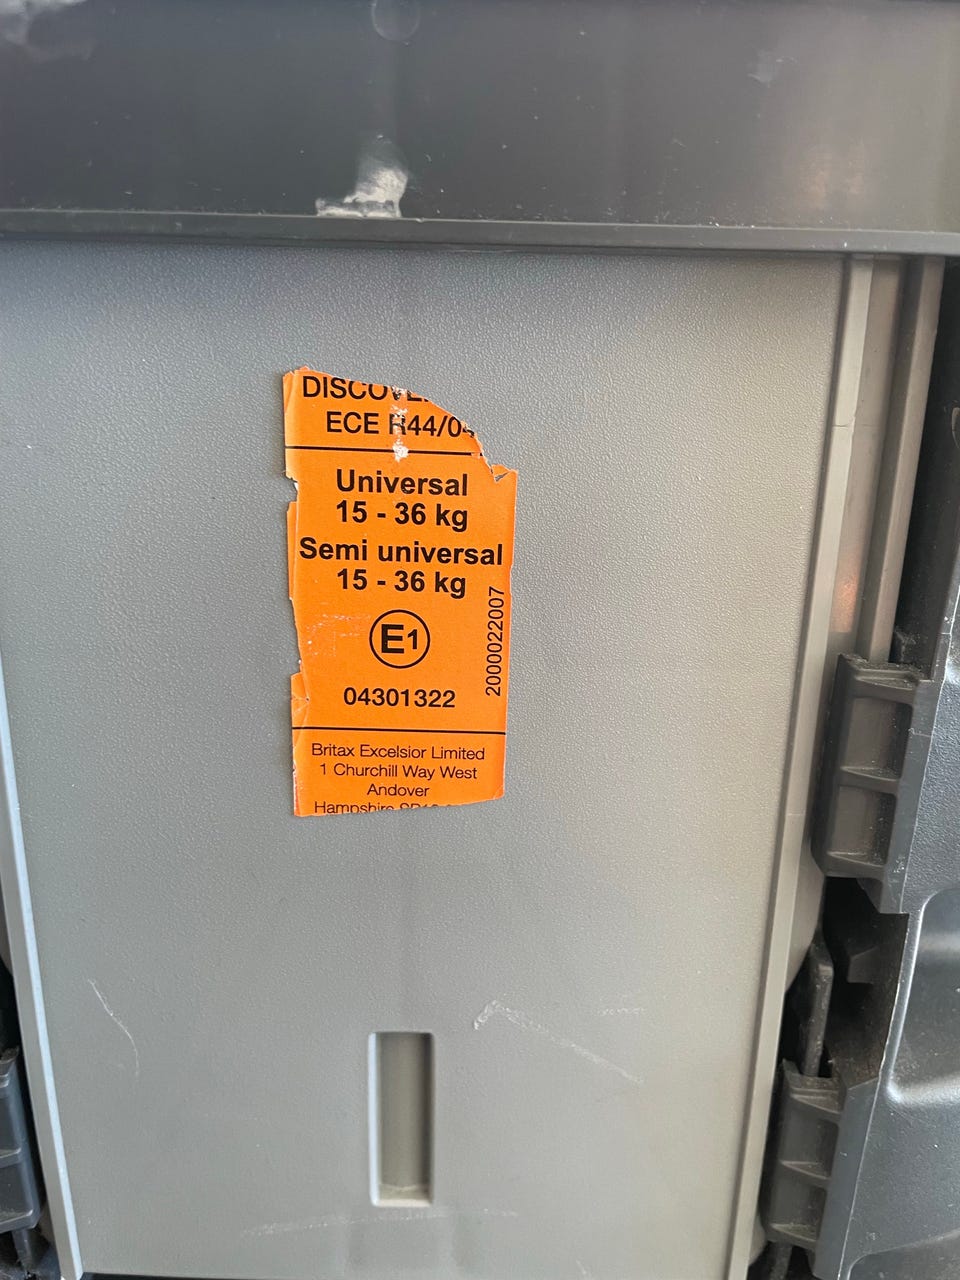 DISCOVE
ECE R44/04
Universal
15 - 36 kg
Semi universal
15 - 36 kg
E1
2000022007
04301322
Britax Excelsior Limited
1 Churchill Way West
Andover
Hampshire